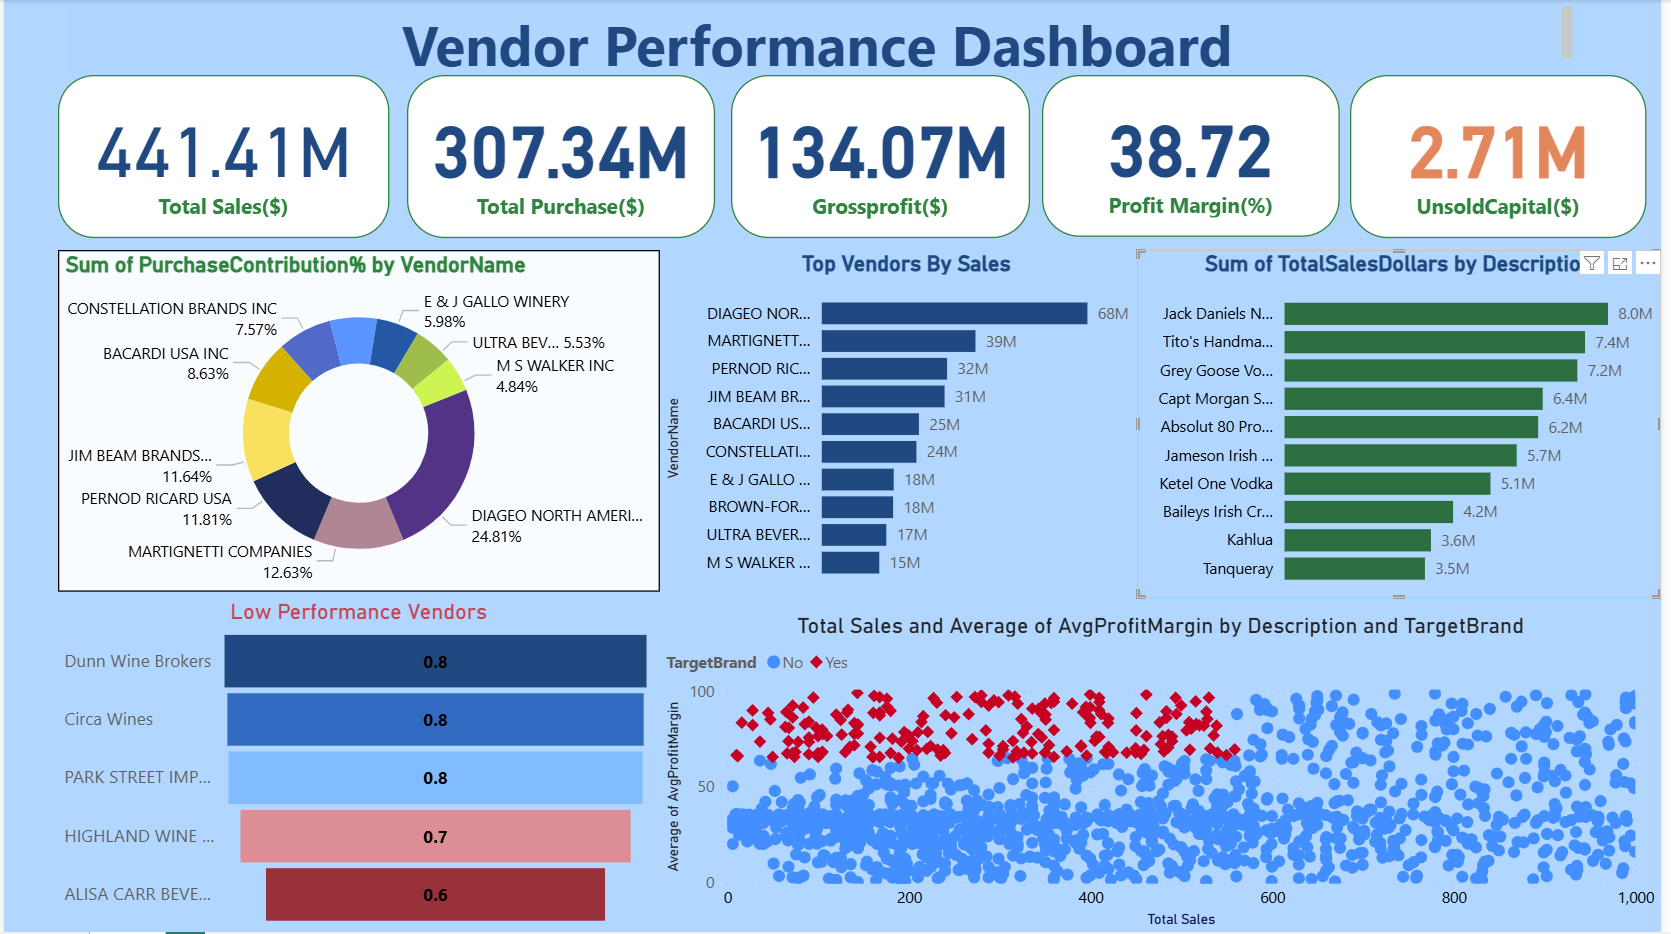 Vendor Performance Dashboard
441.41M
Total Sales($)
307.34M
Total Purchase($)
134.07M
Grossprofit($)
38.72
Profit Margin(%)
2.71M
UnsoldCapital($)
Sum of PurchaseContribution% by VendorName
E & J GALLO WINERY
5.98%
ULTRA BEV... 5.53%
M S WALKER INC
4.84%
DIAGEO NORTH AMERI...
24.81%
MARTIGNETTI COMPANIES
12.63%
PERNOD RICARD USA
11.81%
JIM BEAM BRANDS...
11.64%
BACARDI USA INC
8.63%
CONSTELLATION BRANDS INC
7.57%
Top Vendors By Sales
VendorName
DIAGEO NOR... 68M
MARTIGNETT... 39M
PERNOD RIC... 32M
JIM BEAM BR... 31M
BACARDI US... 25M
CONSTELLATI... 24M
E & J GALLO ... 18M
BROWN-FOR... 18M
ULTRA BEVER... 17M
M S WALKER ... 15M
Sum of TotalSalesDollars by Descriptio
Jack Daniels N... 8.0M
Tito's Handma... 7.4M
Grey Goose Vo... 7.2M
Capt Morgan S... 6.4M
Absolut 80 Pro... 6.2M
Jameson Irish ... 5.7M
Ketel One Vodka 5.1M
Baileys Irish Cr... 4.2M
Kahlua 3.6M
Tanqueray 3.5M
Low Performance Vendors
Dunn Wine Brokers 0.8
Circa Wines 0.8
PARK STREET IMP... 0.8
HIGHLAND WINE ... 0.7
ALISA CARR BEVE... 0.6
Total Sales and Average of AvgProfitMargin by Description and TargetBrand
TargetBrand No Yes
Average of AvgProfitMargin
100
50
0
0 200 400 600 800 1,000
Total Sales